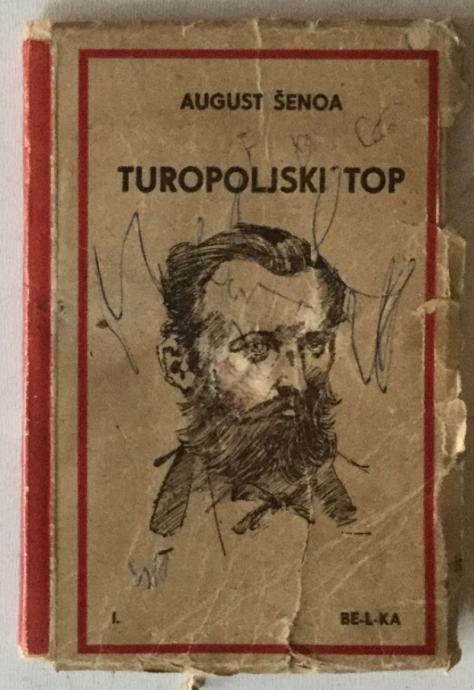 AUGUST ŠENOA
TUROPOLJSKI TOP
I.
BE-L-KA